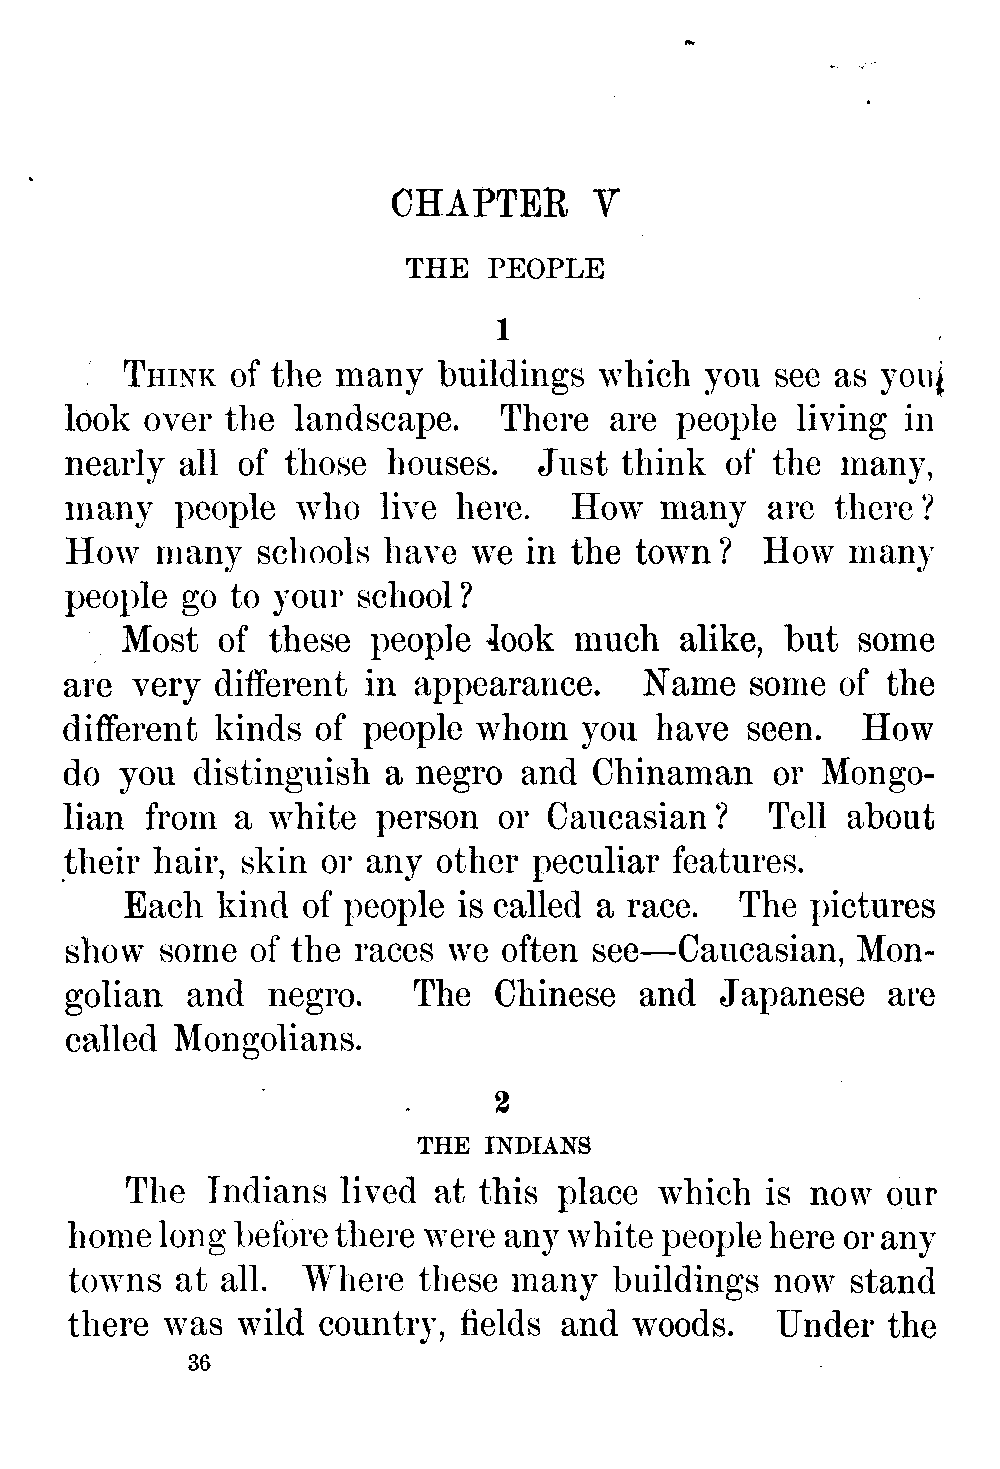 CHAPTER V
THE PEOPLE
1
THINK of the many buildings which you see as you
look over the landscape. There are people living in
nearly all of those houses. Just think of the many,
many people who live here. How many are there?
How many schools have we in the town? How many
people go to your school?
Most of these people look much alike, but some
are very different in appearance. Name some of the
different kinds of people whom you have seen. How
do you distinguish a negro and Chinaman or Mongo-
lian from a white person or Caucasian? Tell about
their hair, skin or any other peculiar features.
Each kind of people is called a race. The pictures
show some of the races we often see—Caucasian, Mon-
golian and negro. The Chinese and Japanese are
called Mongolians.
2
THE INDIANS
The Indians lived at this place which is now our
home long before there were any white people here or any
towns at all. Where these many buildings now stand
there was wild country, fields and woods. Under the
36